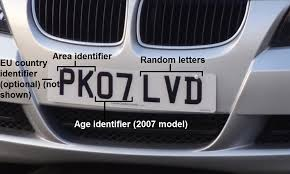 Area identifier
Random letters
EU country
identifier
(optional) (not
shown)
PK07 LVD
Age identifier (2007 model)